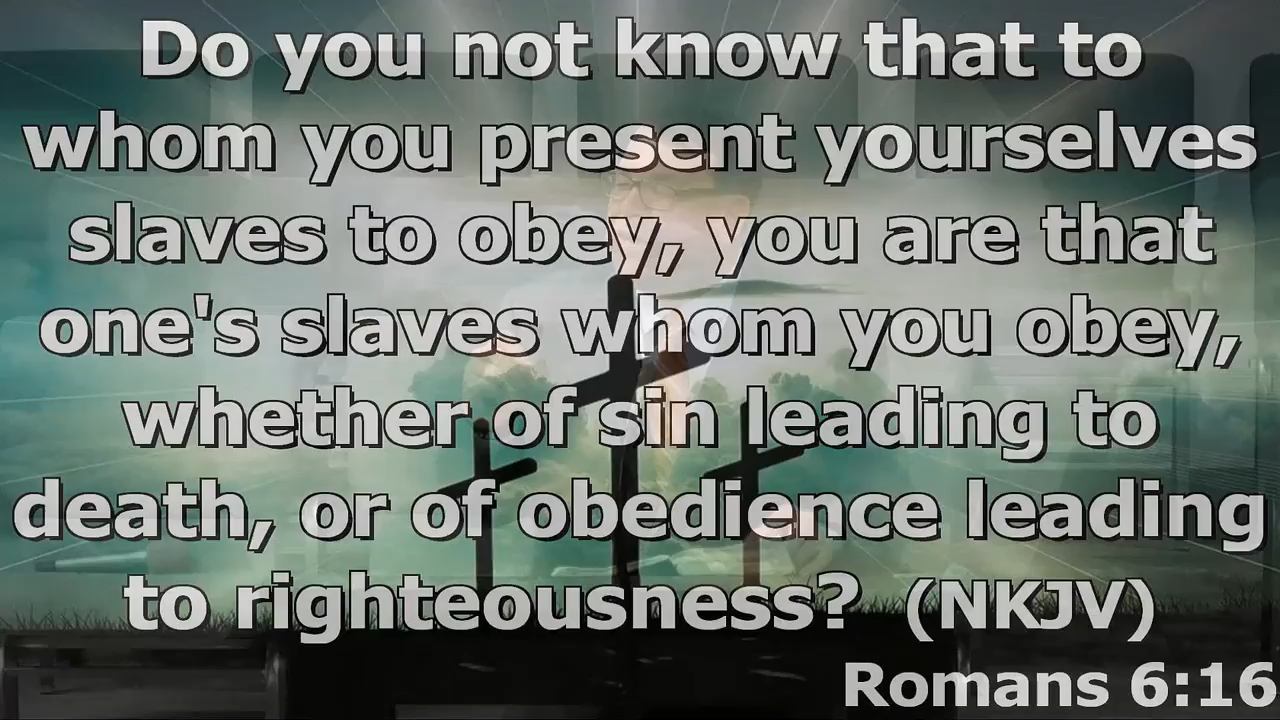 Do you not know that to
whom you present yourselves
slaves to obey, you are that
one's slaves whom you obey,
whether of sin leading to
death, or of obedience leading
to righteousness? (NKJV)
Romans 6:16